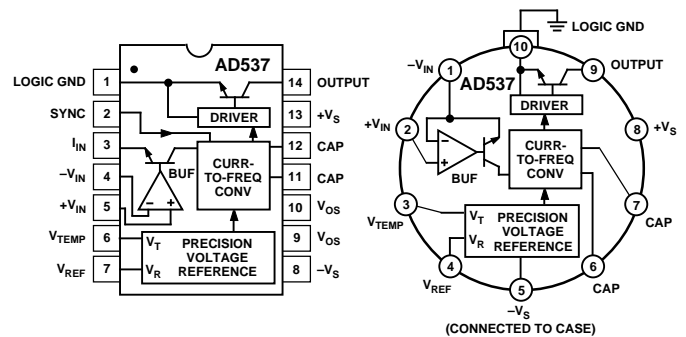 AD537
LOGIC GND 1
SYNC 2
I_IN 3
–V_IN 4
+V_IN 5
V_TEMP 6
V_REF 7
14 OUTPUT
13 +V_S
12 CAP
11 CAP
10 V_OS
9 V_OS
8 –V_S
DRIVER
CURR-
TO-FREQ
CONV
BUF
– +
V_T
V_R
PRECISION
VOLTAGE
REFERENCE
LOGIC GND
10
–V_IN
1
AD537
9
OUTPUT
DRIVER
+V_IN
2
–
+
BUF
CURR-
TO-FREQ
CONV
8
+V_S
3
V_TEMP
V_T
V_R
PRECISION
VOLTAGE
REFERENCE
7
CAP
4
V_REF
6
CAP
5
–V_S
(CONNECTED TO CASE)